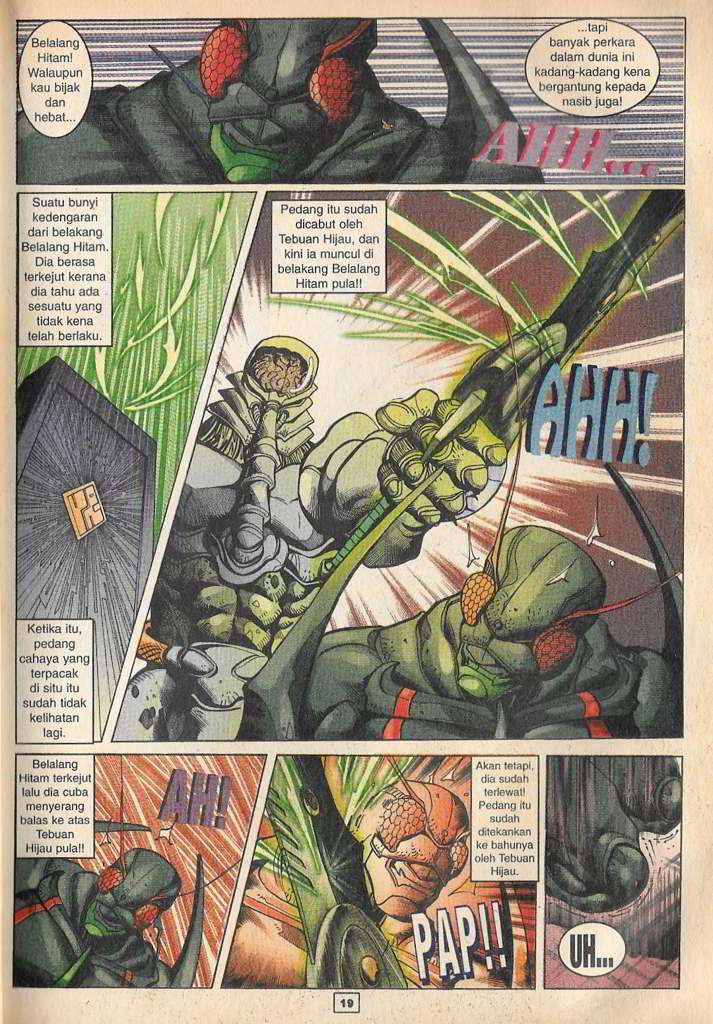 Belalang
Hitam!
Walaupun
kau bijak
dan
hebat...
...tapi
banyak perkara
dalam dunia ini
kadang-kadang kena
bergantung kepada
nasib juga!
AHH...
Suatu bunyi
kedengaran
dari belakang
Belalang Hitam.
Dia berasa
terkejut kerana
dia tahu ada
sesuatu yang
tidak kena
telah berlaku.
Ketika itu,
pedang
cahaya yang
terpacak
di situ itu
sudah tidak
kelihatan
lagi.
Pedang itu sudah
dicabut oleh
Tebuan Hijau, dan
kini ia muncul di
belakang Belalang
Hitam pula!!
AHH!
Belalang
Hitam terkejut
lalu dia cuba
menyerang
balas ke atas
Tebuan
Hijau pula!!
AH!
Akan tetapi,
dia sudah
terlewat!
Pedang itu
sudah
ditekankan
ke bahunya
oleh Tebuan
Hijau.
PAP!!
UH...
19